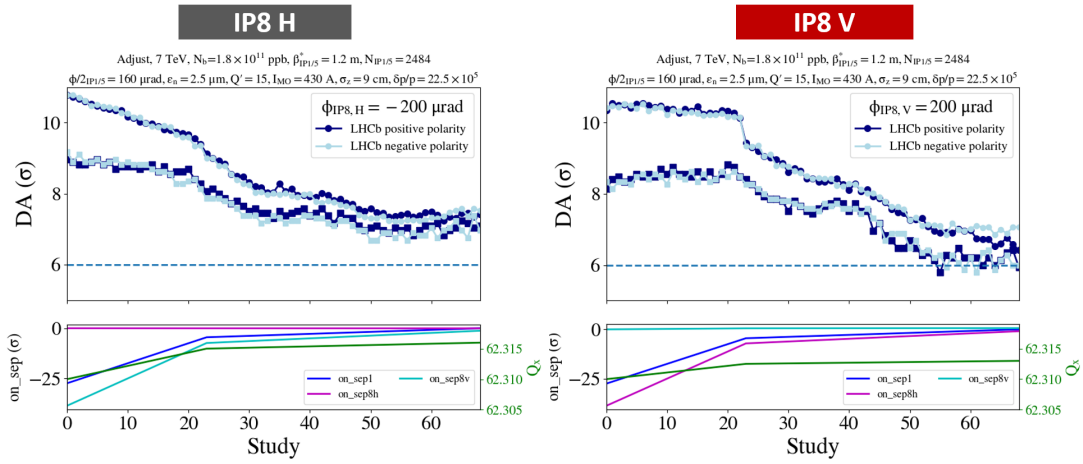 IP8 H
Adjust, 7 TeV, N_b=1.8 × 10^11 ppb, β*_IP1/5 = 1.2 m, N_IP1/5 = 2484
ϕ/2_IP1/5 = 160 μrad, ε_n = 2.5 μm, Q′ = 15, I_MO = 430 A, σ_z = 9 cm, δp/p = 22.5 × 10^5
ϕ_IP8, H = − 200 μrad
LHCb positive polarity
LHCb negative polarity
DA (σ)
10
8
6
on_sep (σ)
0
−25
on_sep1
on_sep8h
on_sep8v
62.315
62.310
62.305
Q_x
0 10 20 30 40 50 60
Study
IP8 V
Adjust, 7 TeV, N_b=1.8 × 10^11 ppb, β*_IP1/5 = 1.2 m, N_IP1/5 = 2484
ϕ/2_IP1/5 = 160 μrad, ε_n = 2.5 μm, Q′ = 15, I_MO = 430 A, σ_z = 9 cm, δp/p = 22.5 × 10^5
ϕ_IP8, V = 200 μrad
LHCb positive polarity
LHCb negative polarity
DA (σ)
10
8
6
on_sep (σ)
0
−25
on_sep1
on_sep8h
on_sep8v
62.315
62.310
62.305
Q_x
0 10 20 30 40 50 60
Study